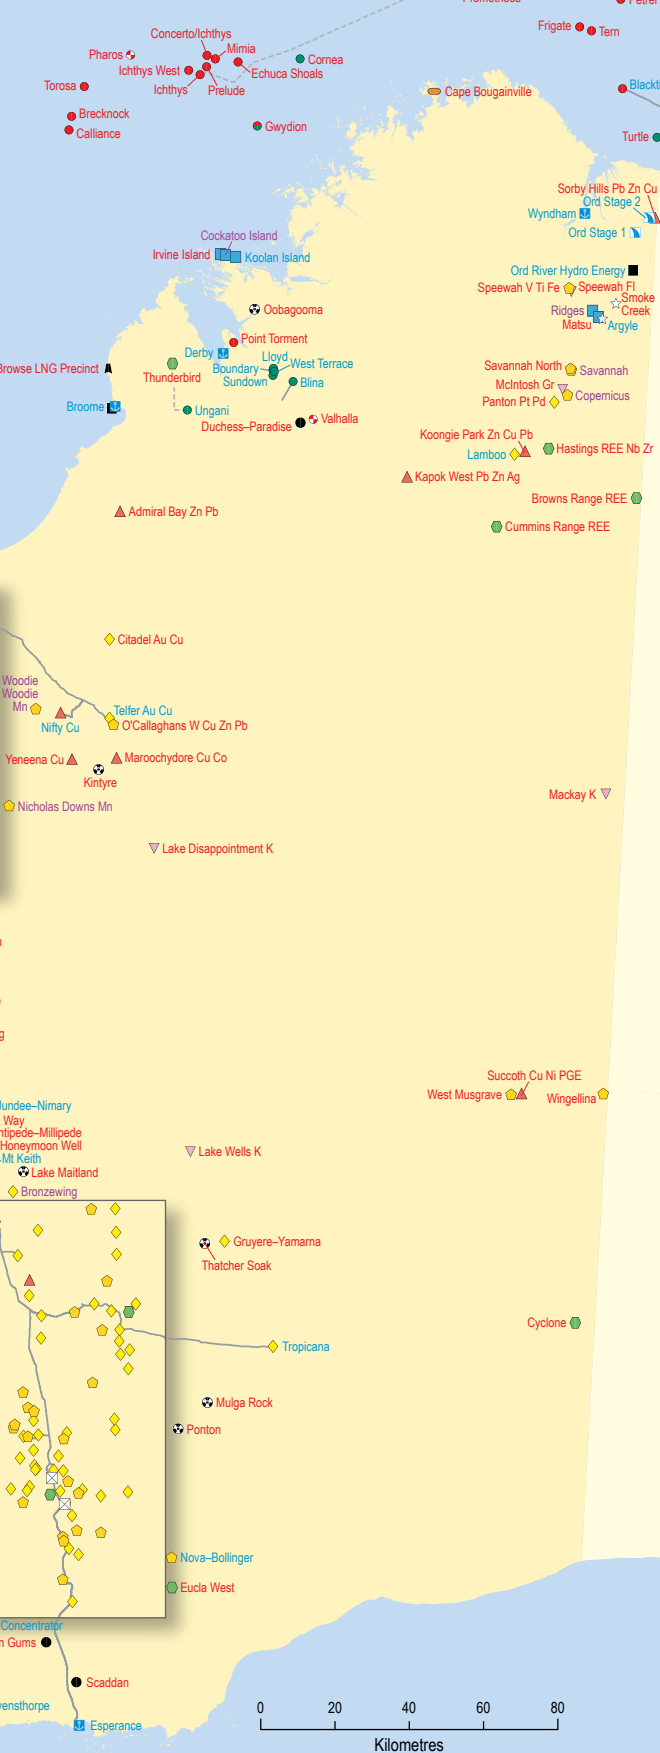 Frigate
Tern
Concerto/Ichthys
Mimia
Pharos
Cornea
Ichthys West
Echuca Shoals
Torosa
Ichthys
Prelude
Cape Bougainville
Brecknock
Calliance
Gwydion
Turtle
Sorby Hills Pb Zn Cu
Ord Stage 2
Wyndham
Ord Stage 1
Cockatoo Island
Irvine Island
Koolan Island
Ord River Hydro Energy
Speewah V Ti Fe
Speewah Fl
Smoke
Creek
Oobagooma
Ridges
Matsu
Argyle
Point Torment
Derby
Lloyd
West Terrace
Browse LNG Precinct
Boundary
Thunderbird
Sundown
Blina
Savannah North
Savannah
McIntosh Gr
Copernicus
Panton Pt Pd
Broome
Ungani
Valhalla
Duchess–Paradise
Koongie Park Zn Cu Pb
Lamboo
Hastings REE Nb Zr
Kapok West Pb Zn Ag
Browns Range REE
Admiral Bay Zn Pb
Cummins Range REE
Citadel Au Cu
Woodie
Woodie
Mn
Telfer Au Cu
Nifty Cu
O'Callaghans W Cu Zn Pb
Yeneena Cu
Maroochydore Cu Co
Kintyre
Mackay K
Nicholas Downs Mn
Lake Disappointment K
Succoth Cu Ni PGE
West Musgrave
Wingellina
Way
Honeymoon Well
Mt Keith
Lake Wells K
Lake Maitland
Bronzewing
Gruyere–Yamarna
Thatcher Soak
Cyclone
Tropicana
Mulga Rock
Ponton
Nova–Bollinger
Eucla West
Concentrator
Gums
Scaddan
Esperance
0 20 40 60 80
Kilometres